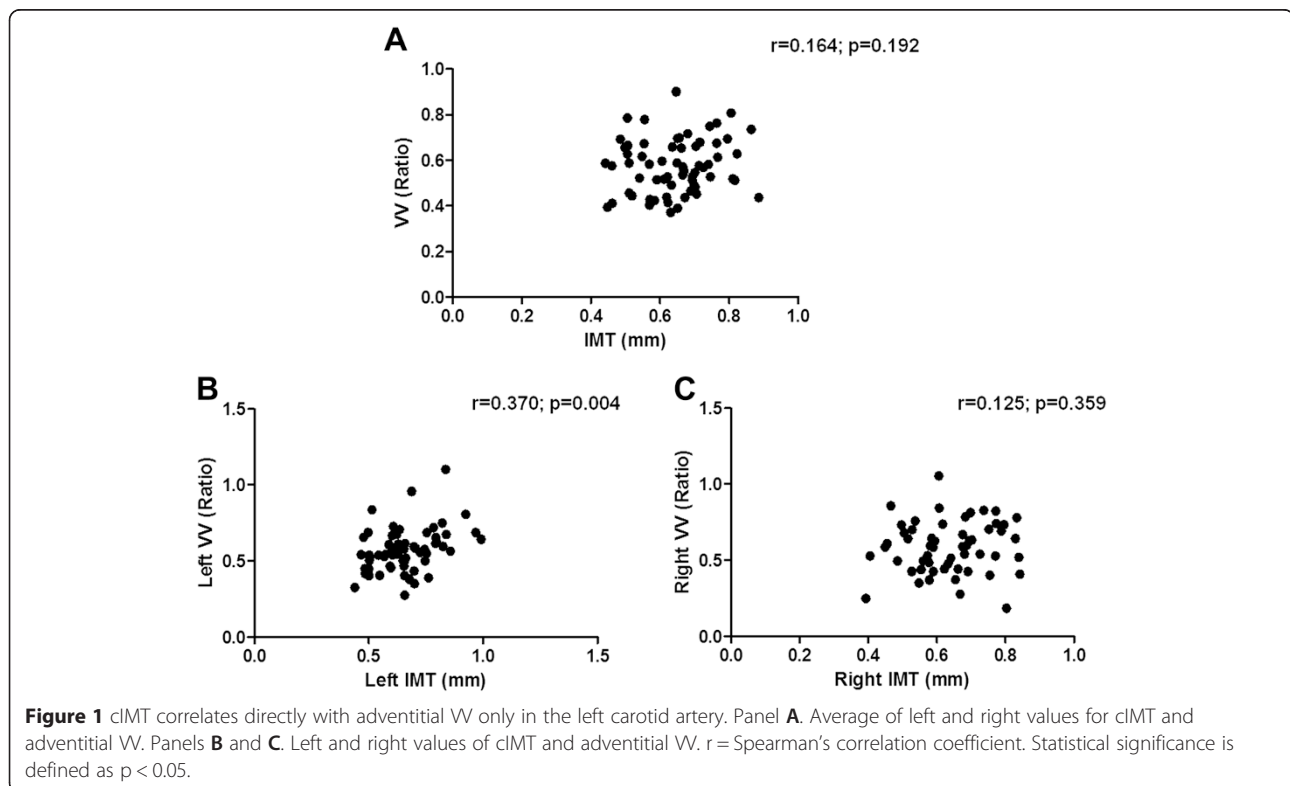 A
r=0.164; p=0.192
1.0
0.8
0.6
0.4
0.2
0.0
VV (Ratio)
0.0 0.2 0.4 0.6 0.8 1.0
IMT (mm)
B
r=0.370; p=0.004
1.5
1.0
0.5
0.0
Left VV (Ratio)
0.0 0.5 1.0 1.5
Left IMT (mm)
C
r=0.125; p=0.359
1.5
1.0
0.5
0.0
Right VV (Ratio)
0.0 0.2 0.4 0.6 0.8 1.0
Right IMT (mm)
Figure 1 cIMT correlates directly with adventitial VV only in the left carotid artery. Panel A. Average of left and right values for cIMT and
adventitial VV. Panels B and C. Left and right values of cIMT and adventitial VV. r = Spearman's correlation coefficient. Statistical significance is
defined as p < 0.05.